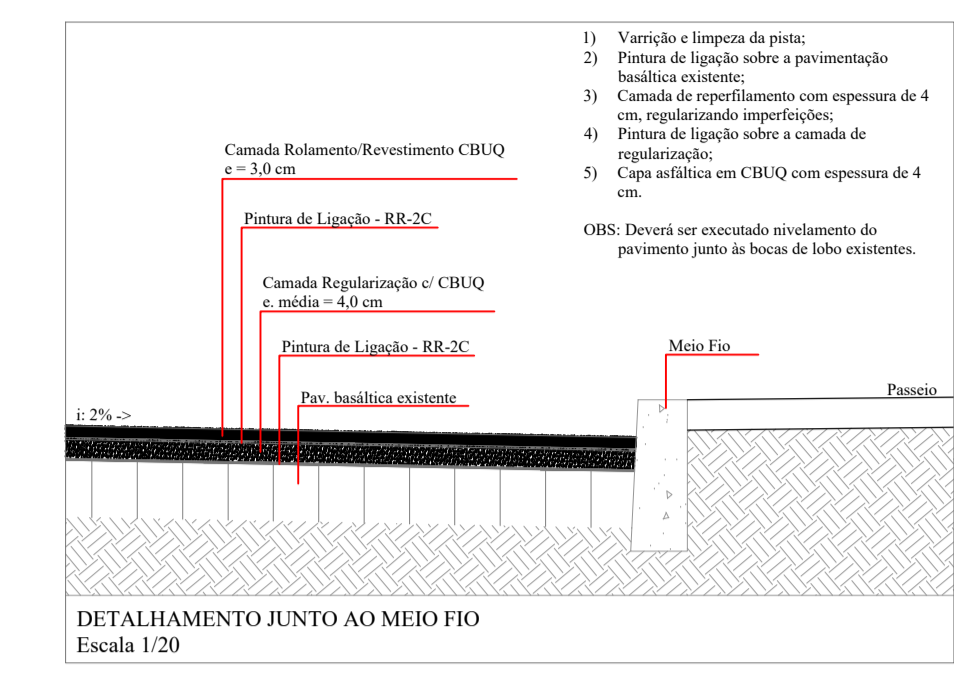 1) Varrição e limpeza da pista;
2) Pintura de ligação sobre a pavimentação
basáltica existente;
3) Camada de reperfilamento com espessura de 4
cm, regularizando imperfeições;
4) Pintura de ligação sobre a camada de
regularização;
5) Capa asfáltica em CBUQ com espessura de 4
cm.
OBS: Deverá ser executado nivelamento do
pavimento junto às bocas de lobo existentes.
Camada Rolamento/Revestimento CBUQ
e = 3,0 cm
Pintura de Ligação - RR-2C
Camada Regularização c/ CBUQ
e. média = 4,0 cm
Pintura de Ligação - RR-2C
Meio Fio
Pav. basáltica existente
Passeio
i: 2% ->
DETALHAMENTO JUNTO AO MEIO FIO
Escala 1/20